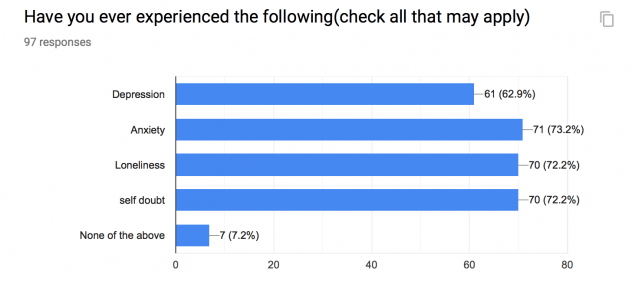 Have you ever experienced the following(check all that may apply)
97 responses
Depression 61 (62.9%)
Anxiety 71 (73.2%)
Loneliness 70 (72.2%)
self doubt 70 (72.2%)
None of the above 7 (7.2%)
0 20 40 60 80